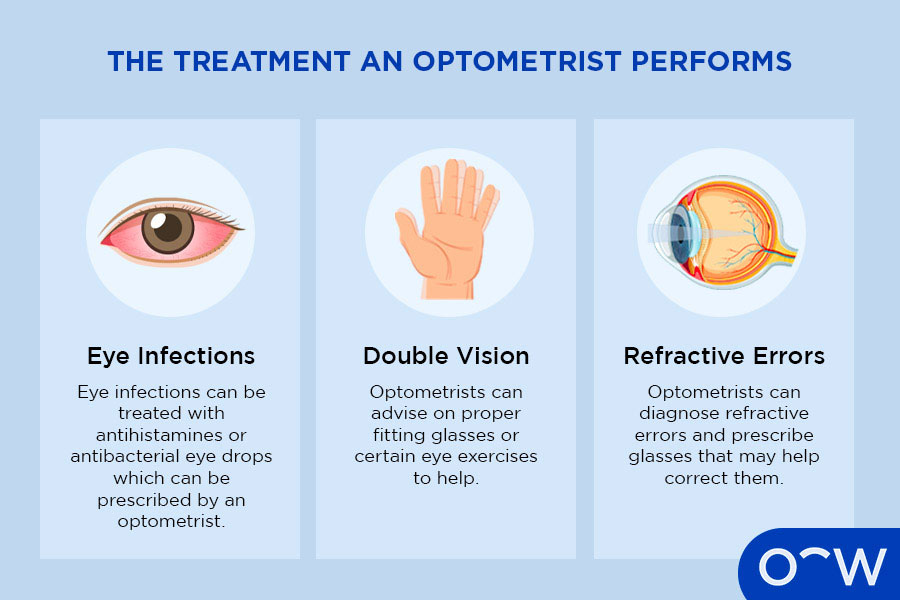 THE TREATMENT AN OPTOMETRIST PERFORMS
Eye Infections
Eye infections can be
treated with
antihistamines or
antibacterial eye drops
which can be
prescribed by an
optometrist.
Double Vision
Optometrists can
advise on proper
fitting glasses or
certain eye exercises
to help.
Refractive Errors
Optometrists can
diagnose refractive
errors and prescribe
glasses that may help
correct them.
OW